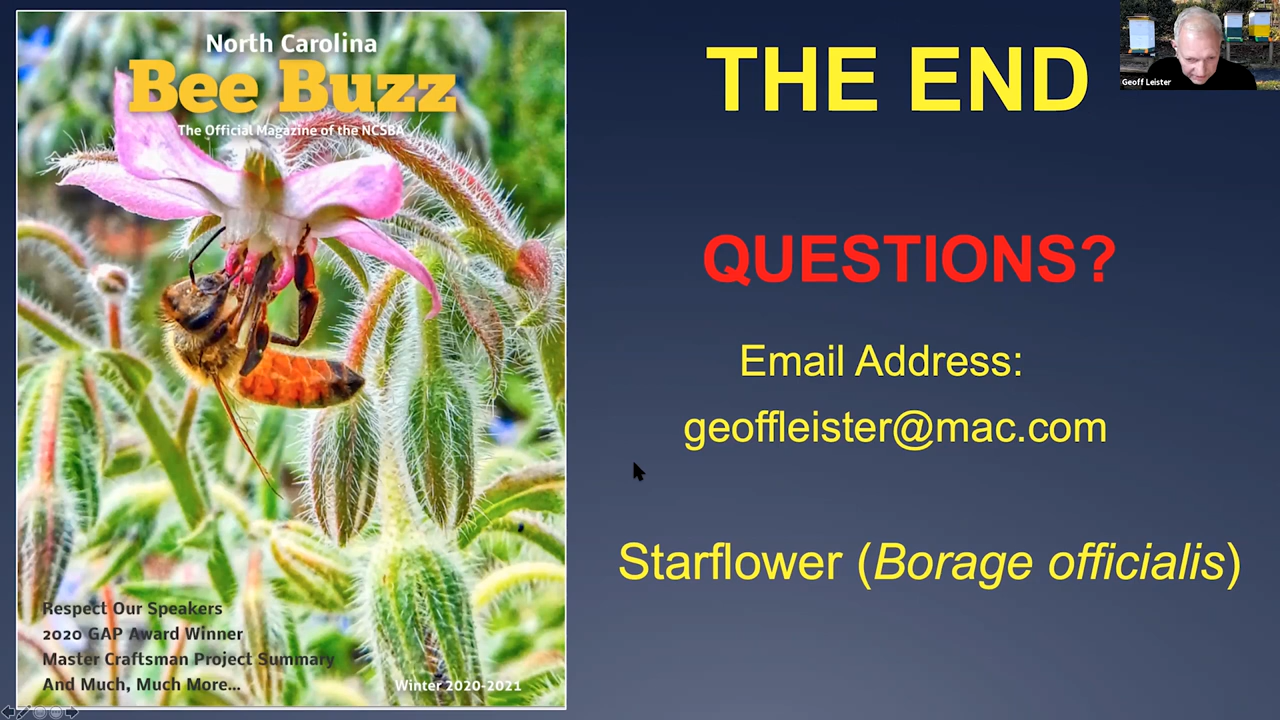 North Carolina
Bee Buzz
The Official Magazine of the NCSBA
Respect Our Speakers
2020 GAP Award Winner
Master Craftsman Project Summary
And Much, Much More...
Winter 2020-2021
THE END
Geoff Leister
QUESTIONS?
Email Address:
geoffleister@mac.com
Starflower (Borage officialis)